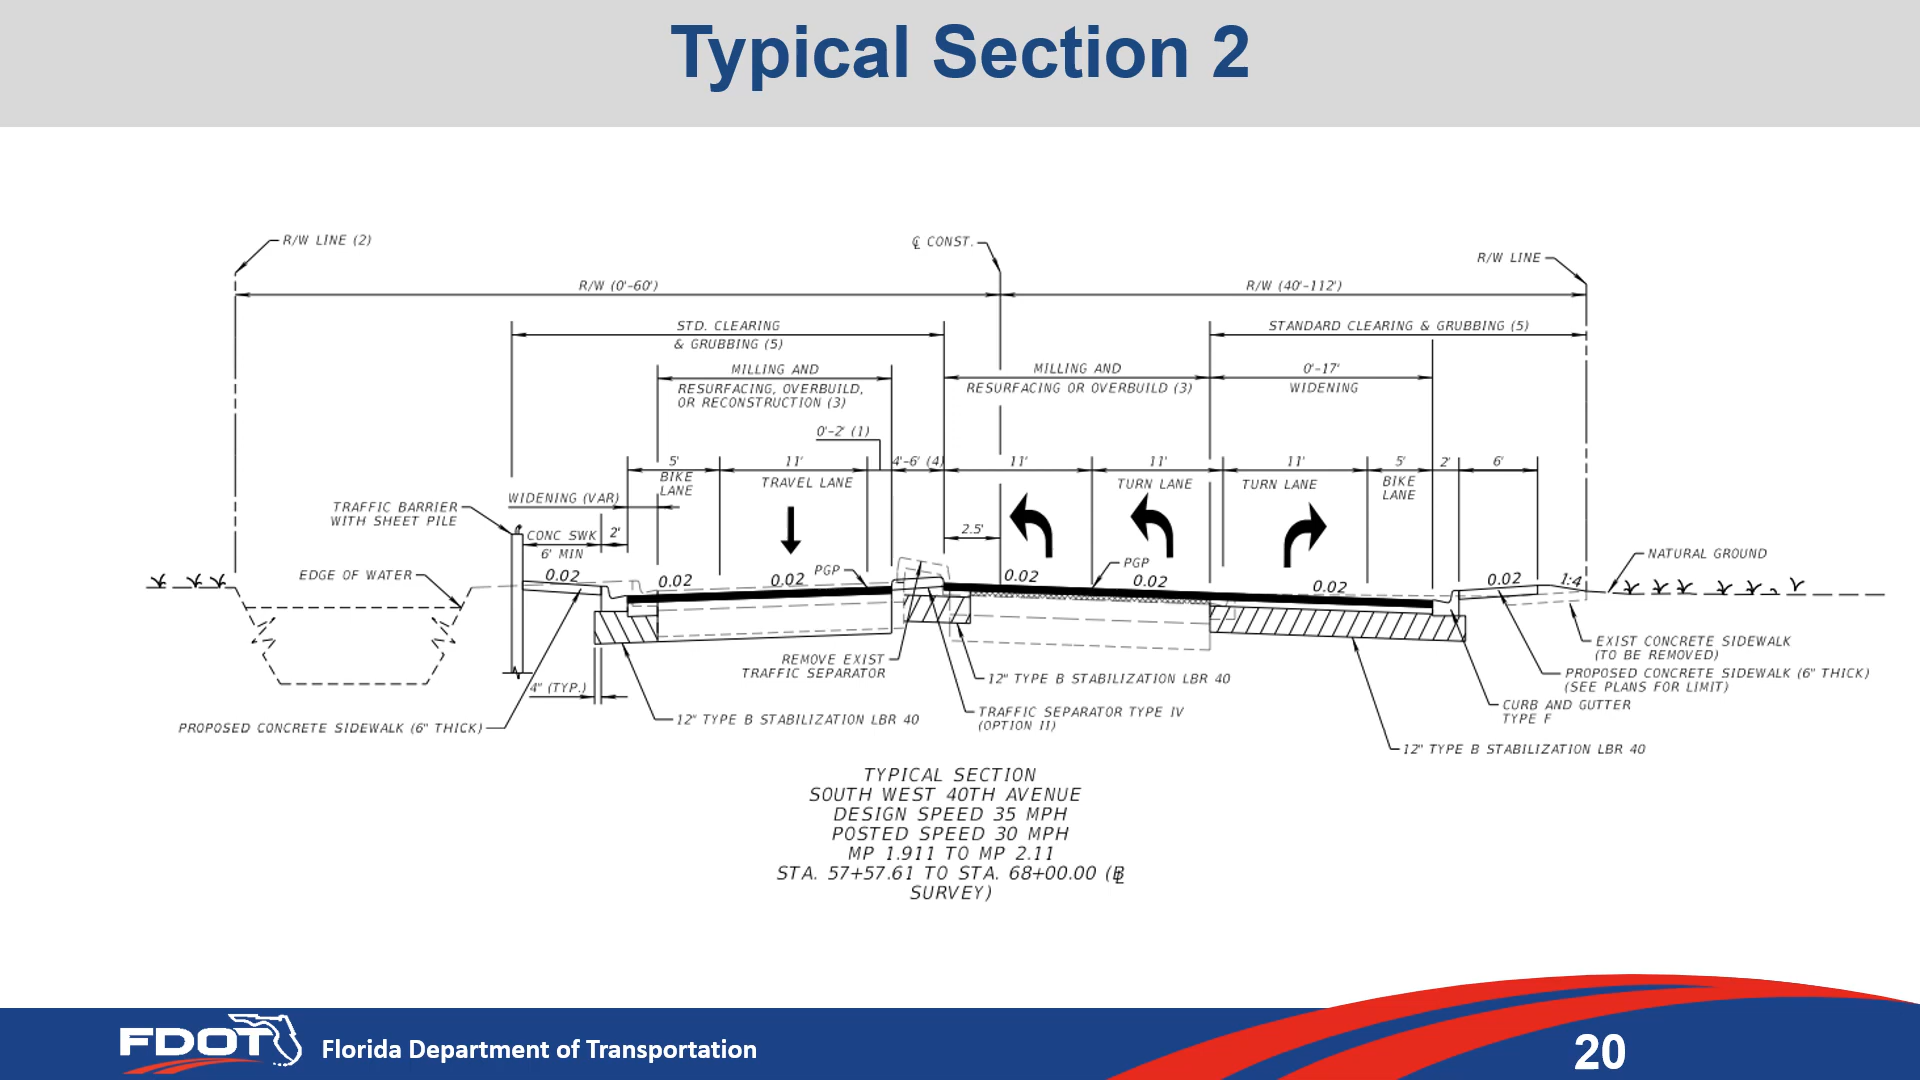 Typical Section 2
R/W LINE (2)
℄ CONST.
R/W LINE
R/W (0'-60')
R/W (40'-112')
STD. CLEARING
& GRUBBING (5)
STANDARD CLEARING & GRUBBING (5)
MILLING AND
RESURFACING, OVERBUILD,
OR RECONSTRUCTION (3)
MILLING AND
RESURFACING OR OVERBUILD (3)
0'-17'
WIDENING
0'-2' (1)
5'
BIKE
LANE
11'
TRAVEL LANE
4'-6' (4)
11'
11'
TURN LANE
11'
TURN LANE
5'
BIKE
LANE
2'
6'
WIDENING (VAR)
TRAFFIC BARRIER
WITH SHEET PILE
CONC SWK
6' MIN
2'
2.5'
EDGE OF WATER
0.02
0.02
0.02
PGP
0.02
PGP
0.02
0.02
0.02
1:4
NATURAL GROUND
REMOVE EXIST
TRAFFIC SEPARATOR
4" (TYP.)
PROPOSED CONCRETE SIDEWALK (6" THICK)
12" TYPE B STABILIZATION LBR 40
12" TYPE B STABILIZATION LBR 40
TRAFFIC SEPARATOR TYPE IV
(OPTION II)
EXIST CONCRETE SIDEWALK
(TO BE REMOVED)
PROPOSED CONCRETE SIDEWALK (6" THICK)
(SEE PLANS FOR LIMIT)
CURB AND GUTTER
TYPE F
12" TYPE B STABILIZATION LBR 40
TYPICAL SECTION
SOUTH WEST 40TH AVENUE
DESIGN SPEED 35 MPH
POSTED SPEED 30 MPH
MP 1.911 TO MP 2.11
STA. 57+57.61 TO STA. 68+00.00 (BL
SURVEY)
FDOT
Florida Department of Transportation
20